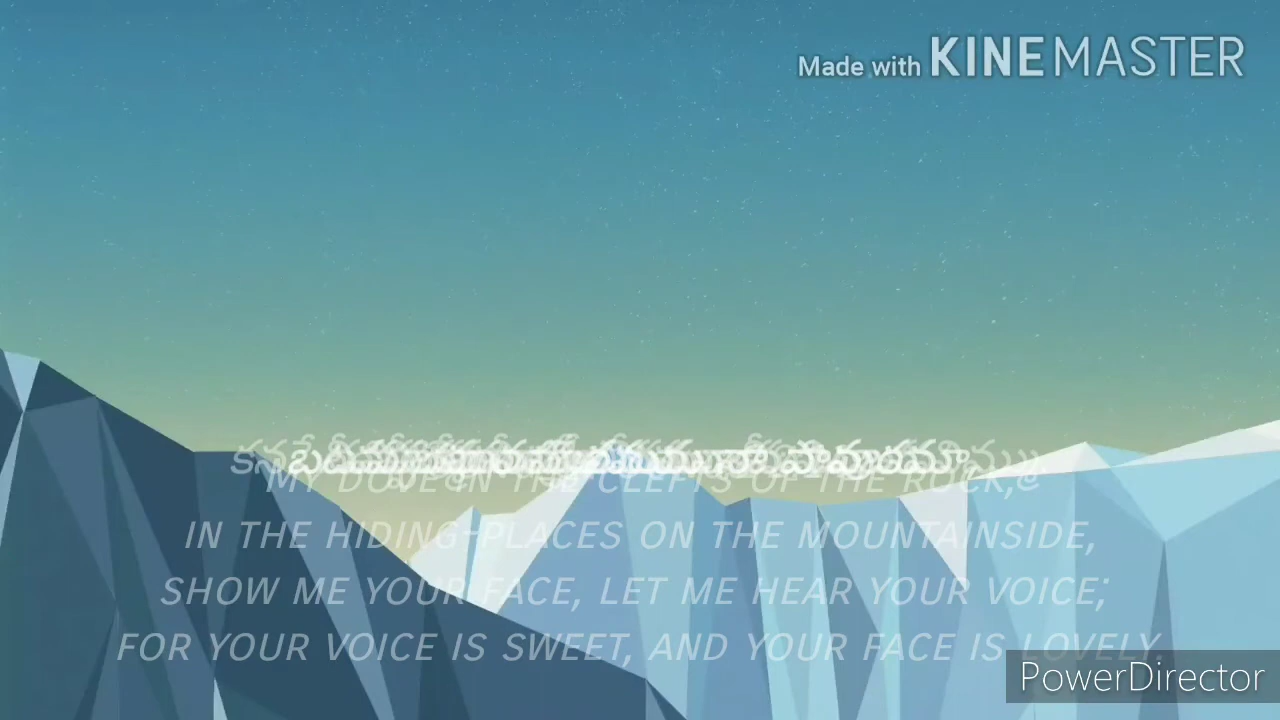 Made with KINEMASTER
MY DOVE IN THE CLEFTS OF THE ROCK,
IN THE HIDING-PLACES ON THE MOUNTAINSIDE,
SHOW ME YOUR FACE, LET ME HEAR YOUR VOICE;
FOR YOUR VOICE IS SWEET, AND YOUR FACE IS LOVELY.
PowerDirector